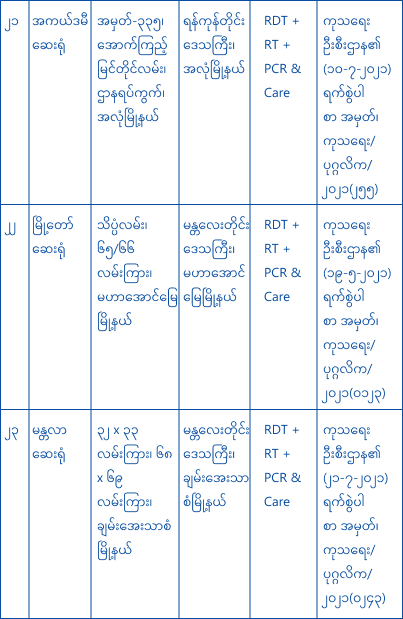 ၂၁
အကယ်ဒမီ
ဆေးရုံ
အမှတ်-၃၃၅၊
အောက်ကြည့်
မြင်တိုင်လမ်း၊
ဌာနရပ်ကွက်၊
အလုံမြို့နယ်
ရန်ကုန်တိုင်း
ဒေသကြီး၊
အလုံမြို့နယ်
RDT +
RT +
PCR &
Care
ကုသရေး
ဦးစီးဌာန၏
(၁၀-၇-၂၀၂၁)
ရက်စွဲပါ
စာ အမှတ်၊
ကုသရေး/
ပုဂ္ဂလိက/
၂၀၂၁(၂၅၅)
၂၂
မြို့တော်
ဆေးရုံ
သိပ္ပံလမ်း၊
၆၅/၆၆
လမ်းကြား၊
မဟာအောင်မြေ
မြို့နယ်
မန္တလေးတိုင်း
ဒေသကြီး၊
မဟာအောင်
မြေမြို့နယ်
RDT +
RT +
PCR &
Care
ကုသရေး
ဦးစီးဌာန၏
(၁၉-၅-၂၀၂၁)
ရက်စွဲပါ
စာ အမှတ်၊
ကုသရေး/
ပုဂ္ဂလိက/
၂၀၂၁(၀၁၂၃)
၂၃
မန္တလာ
ဆေးရုံ
၃၂ x ၃၃
လမ်းကြား၊ ၆၈
x ၆၉
လမ်းကြား၊
ချမ်းအေးသာစံ
မြို့နယ်
မန္တလေးတိုင်း
ဒေသကြီး၊
ချမ်းအေးသာ
စံမြို့နယ်
RDT +
RT +
PCR &
Care
ကုသရေး
ဦးစီးဌာန၏
(၂၁-၇-၂၀၂၁)
ရက်စွဲပါ
စာ အမှတ်၊
ကုသရေး/
ပုဂ္ဂလိက/
၂၀၂၁(၀၂၄၃)